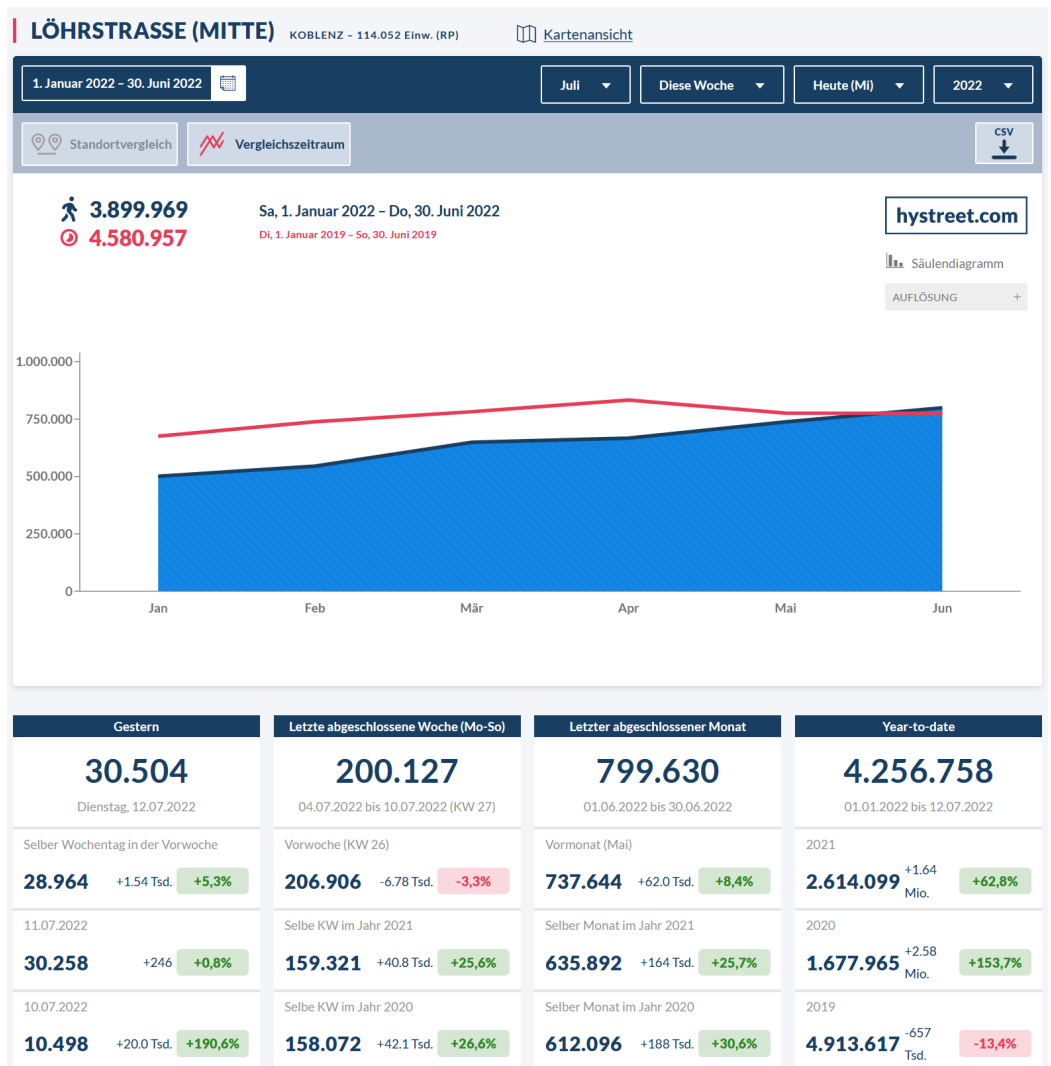 LÖHRSTRASSE (MITTE) KOBLENZ – 114.052 Einw. (RP) Kartenansicht
1. Januar 2022 – 30. Juni 2022 Juli Diese Woche Heute (Mi) 2022
Standortvergleich Vergleichszeitraum CSV
3.899.969 Sa, 1. Januar 2022 – Do, 30. Juni 2022
4.580.957 Di, 1. Januar 2019 – So, 30. Juni 2019
hystreet.com
Säulendiagramm
AUFLÖSUNG +
1.000.000
750.000
500.000
250.000
0
Jan Feb Mär Apr Mai Jun
Gestern
30.504
Dienstag, 12.07.2022
Selber Wochentag in der Vorwoche
28.964 +1.54 Tsd. +5,3%
11.07.2022
30.258 +246 +0,8%
10.07.2022
10.498 +20.0 Tsd. +190,6%
Letzte abgeschlossene Woche (Mo-So)
200.127
04.07.2022 bis 10.07.2022 (KW 27)
Vorwoche (KW 26)
206.906 -6.78 Tsd. -3,3%
Selbe KW im Jahr 2021
159.321 +40.8 Tsd. +25,6%
Selbe KW im Jahr 2020
158.072 +42.1 Tsd. +26,6%
Letzter abgeschlossener Monat
799.630
01.06.2022 bis 30.06.2022
Vormonat (Mai)
737.644 +62.0 Tsd. +8,4%
Selber Monat im Jahr 2021
635.892 +164 Tsd. +25,7%
Selber Monat im Jahr 2020
612.096 +188 Tsd. +30,6%
Year-to-date
4.256.758
01.01.2022 bis 12.07.2022
2021
2.614.099 +1.64 Mio. +62,8%
2020
1.677.965 +2.58 Mio. +153,7%
2019
4.913.617 -657 Tsd. -13,4%